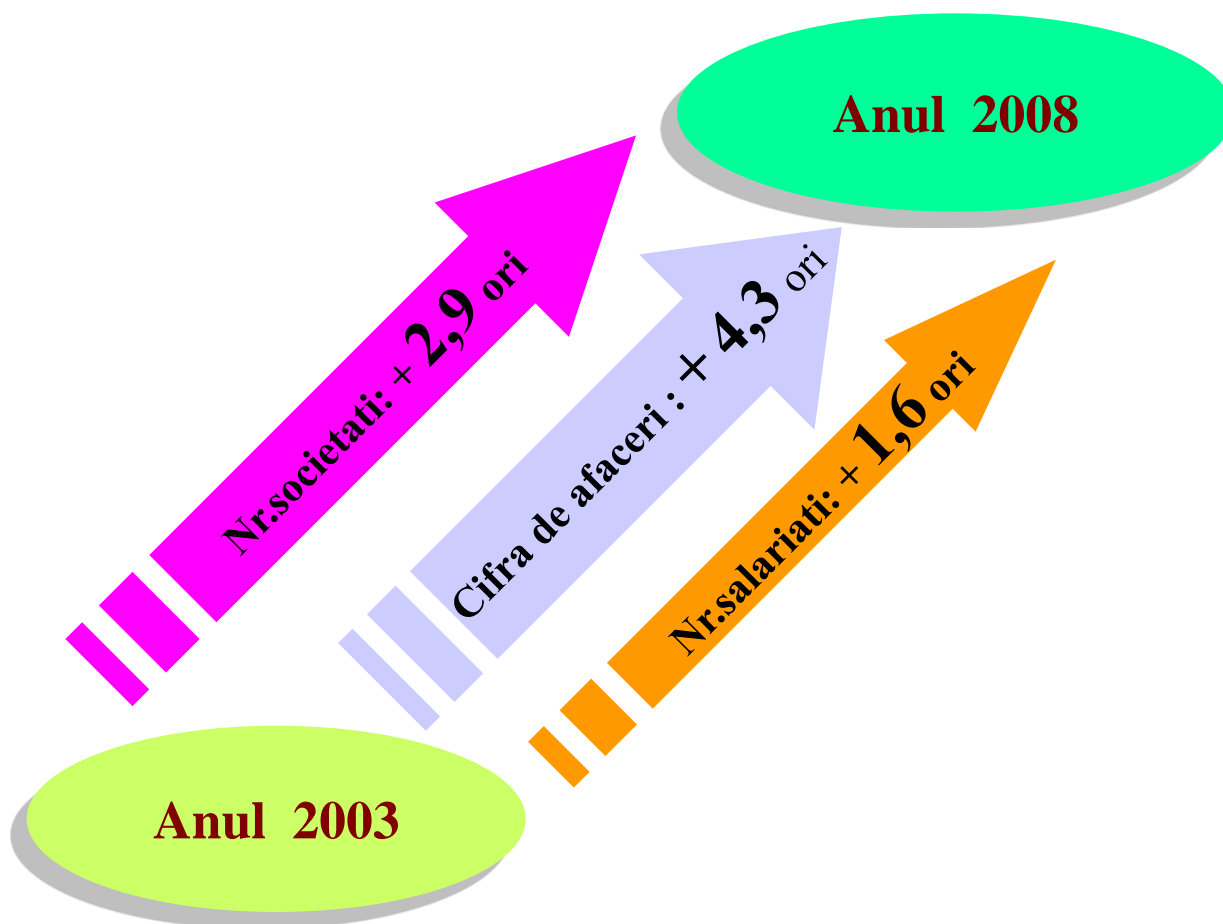 Anul 2008
Nr.societati: + 2,9 ori
Cifra de afaceri : + 4,3 ori
Nr.salariati: + 1,6 ori
Anul 2003